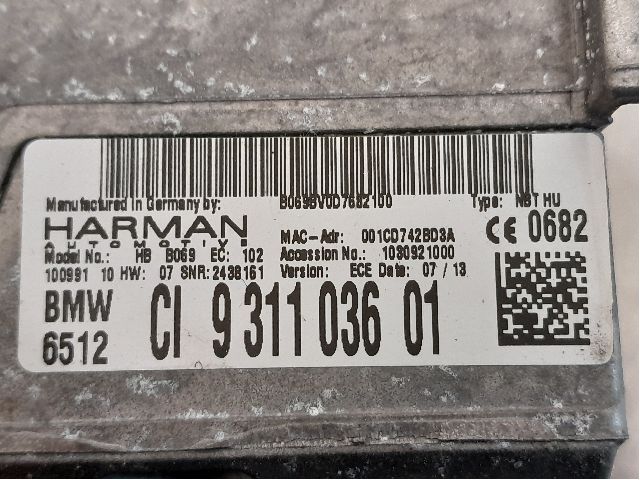 Manufactured in Germany by: B069BV0D7682100 Type: NBT HU
HARMAN
AUTOMOTIVE MAC-Adr: 001CD742BD3A CE 0682
Model No.: HB B069 EC: 102 Accession No.: 1030921000
100991 10 HW: 07 SNR:2438161 Version: ECE Date: 07 / 13
BMW CI 9 311 036 01
6512